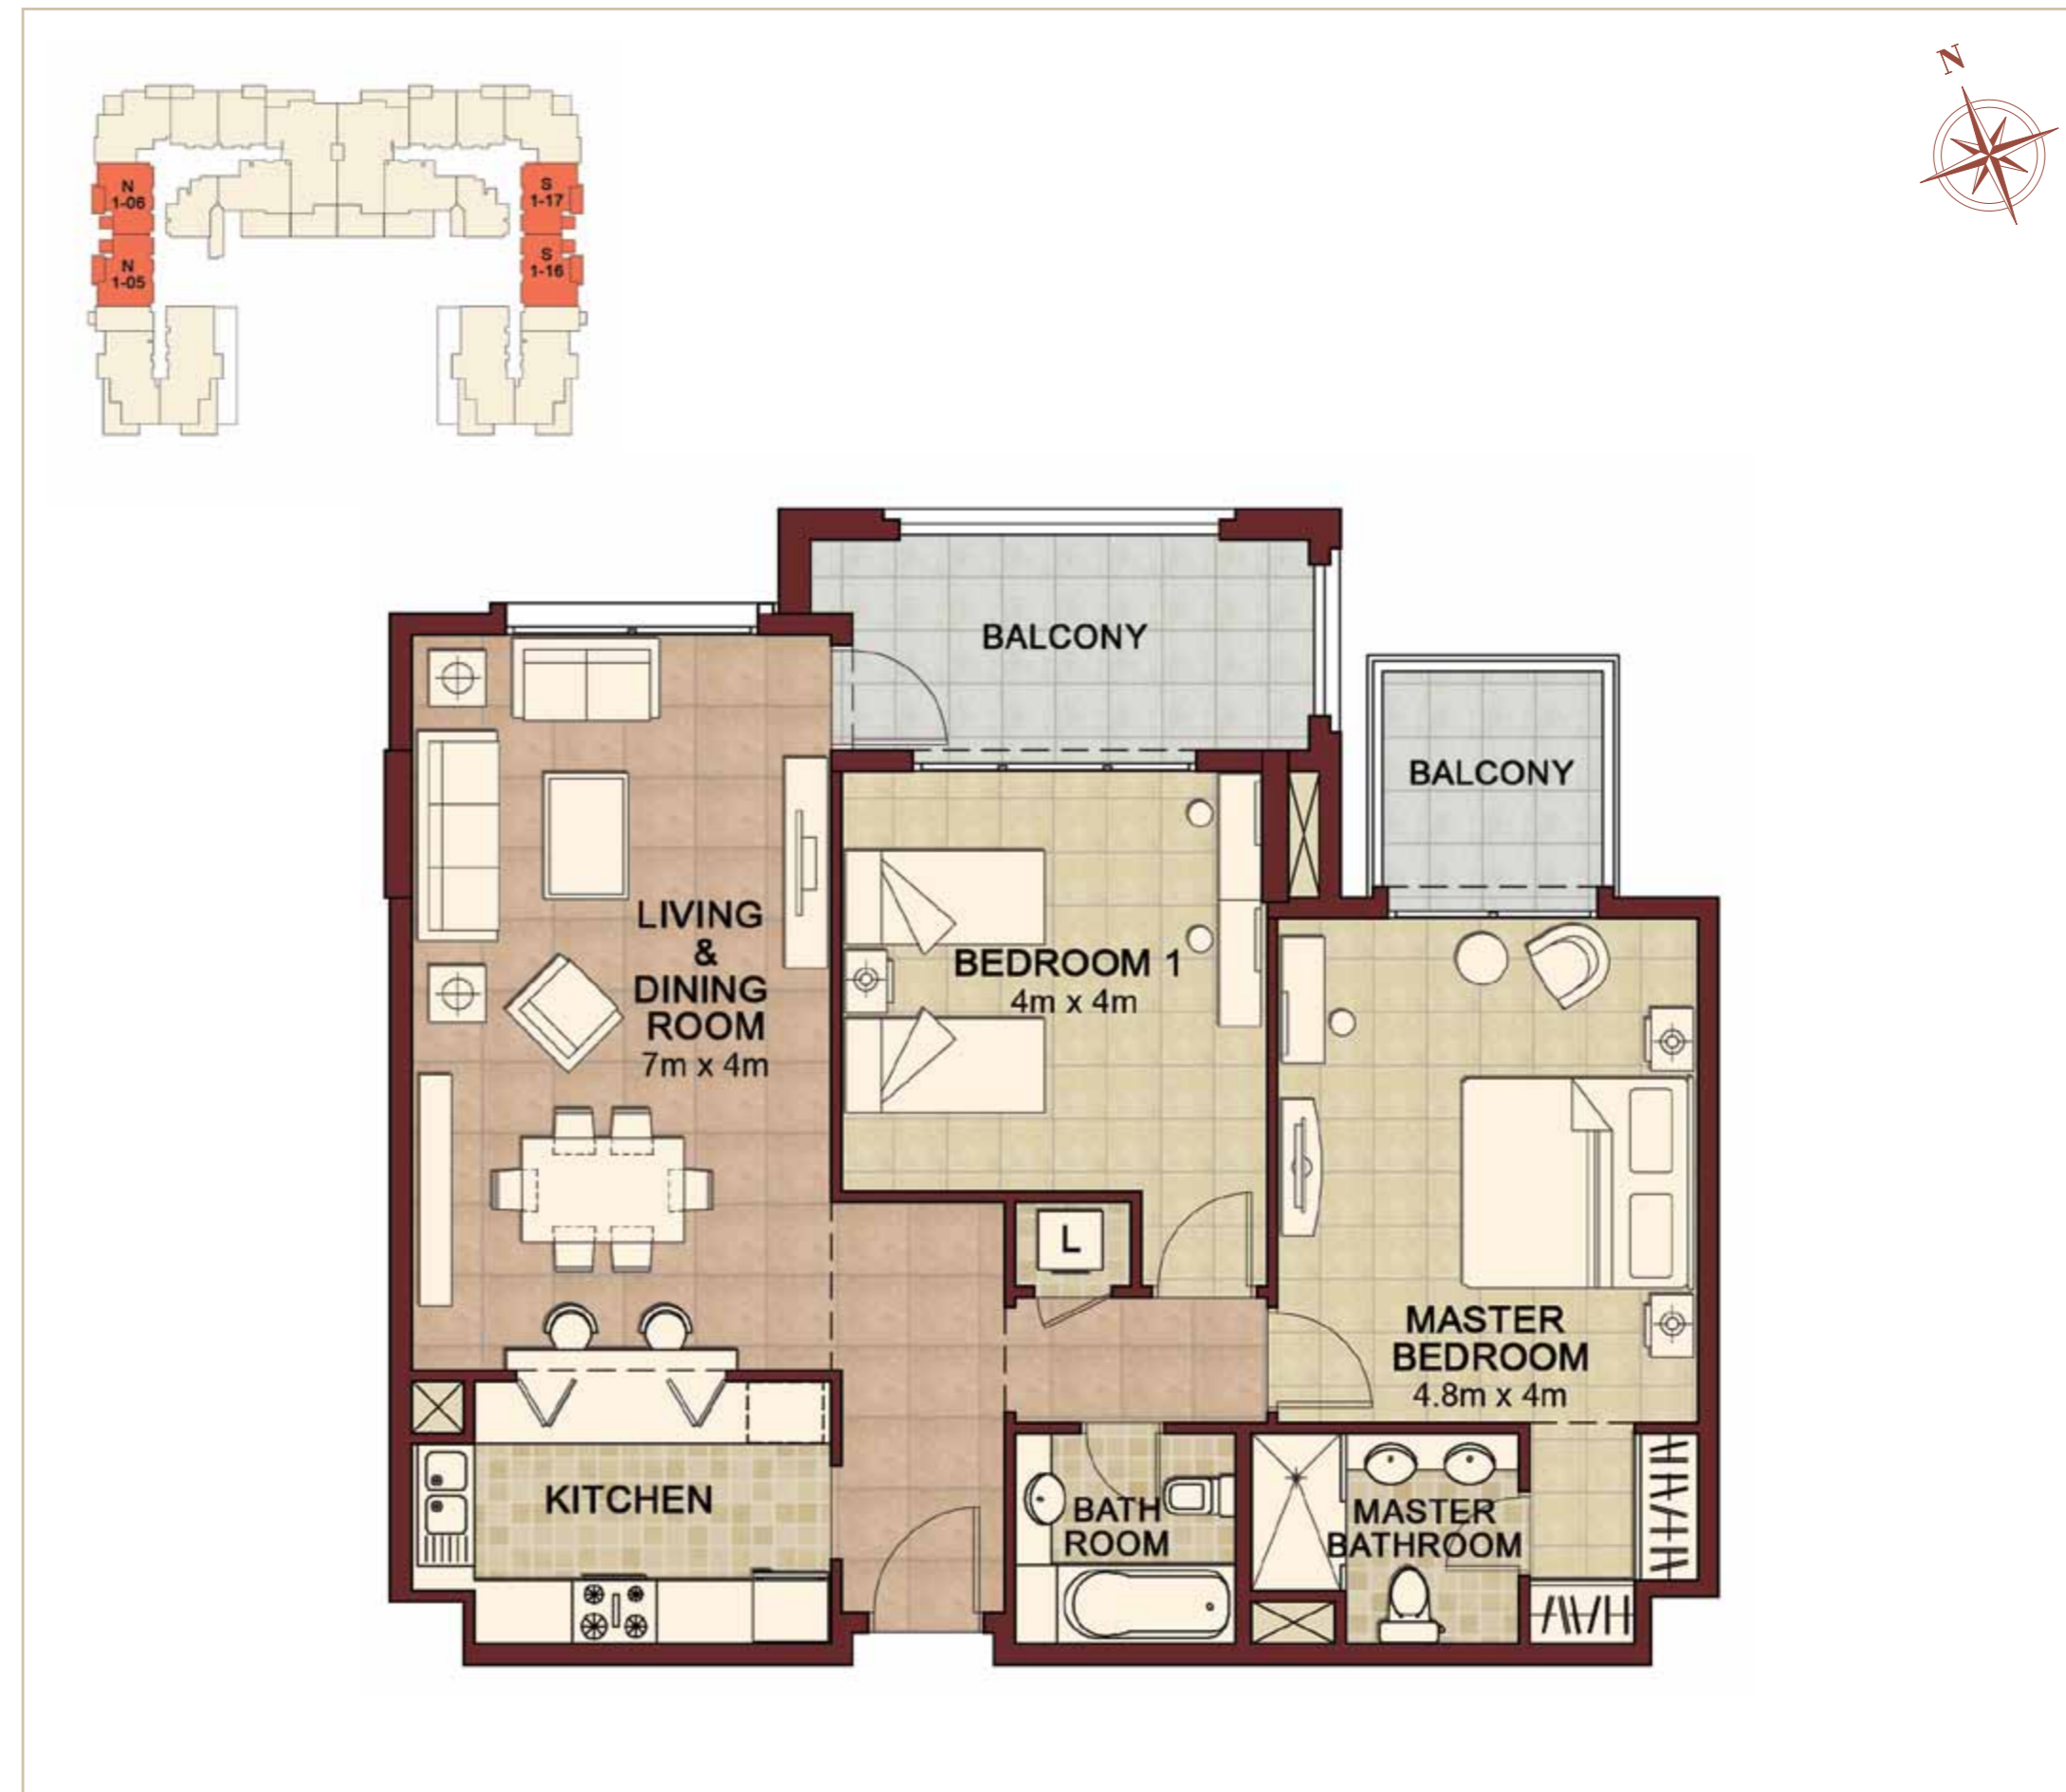 N
N
1-06
N
1-05
S
1-17
S
1-16
BALCONY
BALCONY
LIVING
&
DINING
ROOM
7m x 4m
BEDROOM 1
4m x 4m
L
MASTER
BEDROOM
4.8m x 4m
KITCHEN
BATH
ROOM
MASTER
BATHROOM